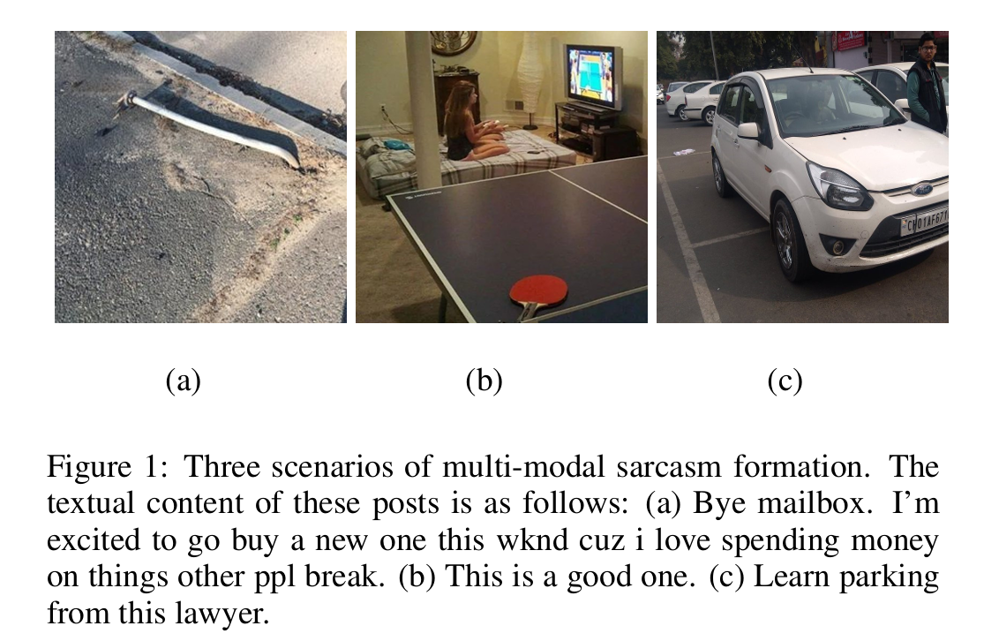 CH01AF671
(a)
(b)
(c)
Figure 1: Three scenarios of multi-modal sarcasm formation. The
textual content of these posts is as follows: (a) Bye mailbox. I'm
excited to go buy a new one this wknd cuz i love spending money
on things other ppl break. (b) This is a good one. (c) Learn parking
from this lawyer.